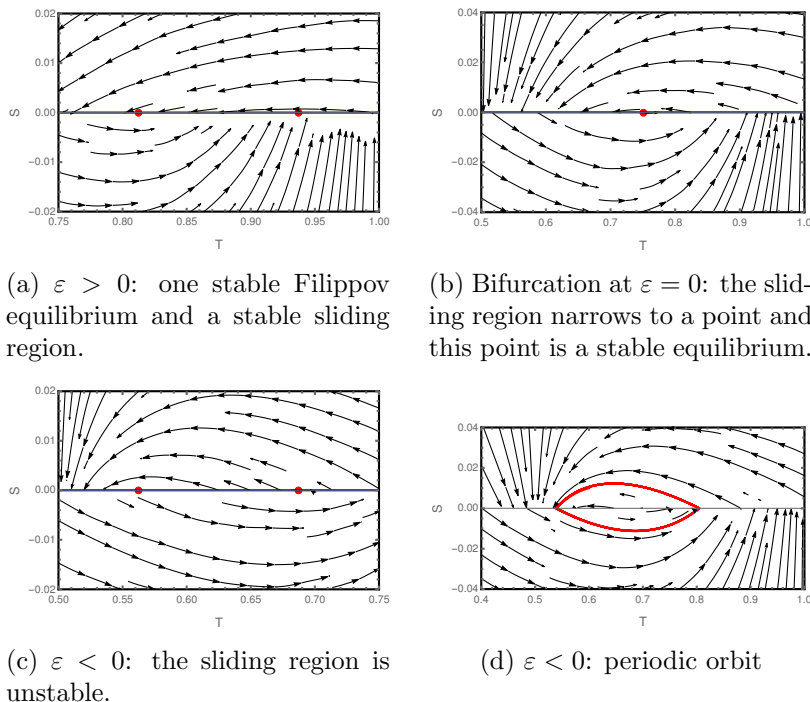 0.02
0.01
0.00
-0.01
-0.02
S
0.75 0.80 0.85 0.90 0.95 1.00
T
0.04
0.02
0.00
-0.02
-0.04
S
0.5 0.6 0.7 0.8 0.9 1.0
T
(a) ε > 0: one stable Filippov
equilibrium and a stable sliding
region.
(b) Bifurcation at ε = 0: the slid-
ing region narrows to a point and
this point is a stable equilibrium.
0.02
0.01
0.00
-0.01
-0.02
S
0.50 0.55 0.60 0.65 0.70 0.75
T
0.04
0.02
0.00
-0.02
-0.04
S
0.4 0.5 0.6 0.7 0.8 0.9 1.0
T
(c) ε < 0: the sliding region is
unstable.
(d) ε < 0: periodic orbit